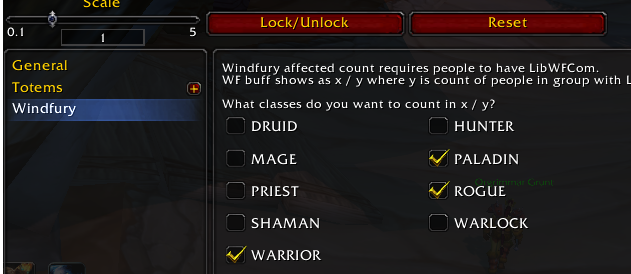 Scale
0.1
5
1
Lock/Unlock
Reset
General
Totems
Windfury
Windfury affected count requires people to have LibWFCom.
WF buff shows as x / y where y is count of people in group with L
What classes do you want to count in x / y?
DRUID
HUNTER
MAGE
PALADIN
PRIEST
ROGUE
SHAMAN
WARLOCK
WARRIOR